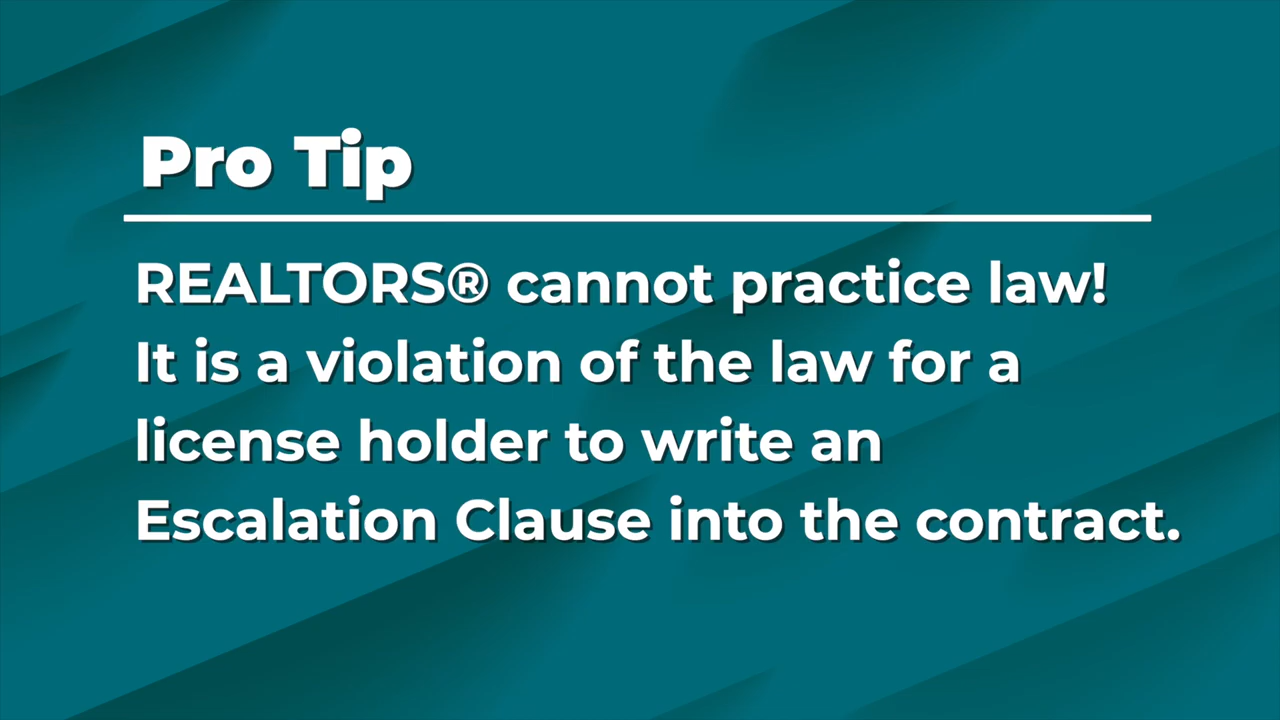 Pro Tip
REALTORS® cannot practice law!
It is a violation of the law for a
license holder to write an
Escalation Clause into the contract.